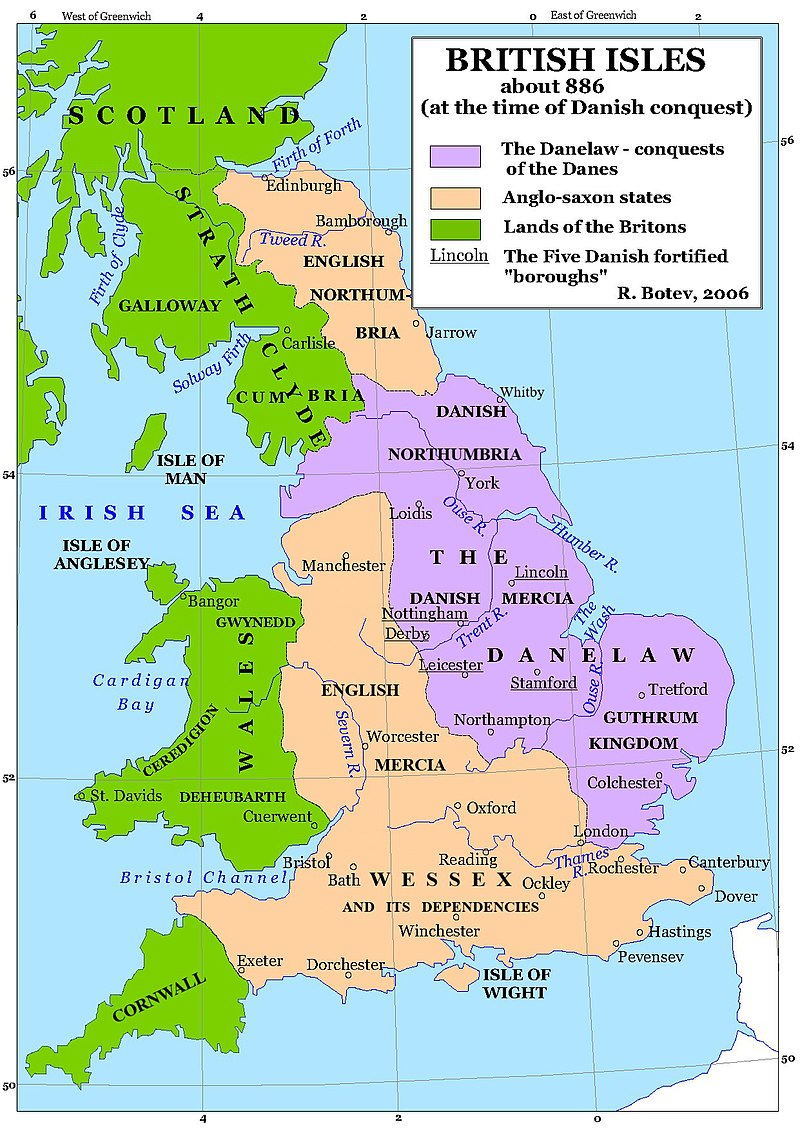 6
West of Greenwich
4
2
0
East of Greenwich
2
BRITISH ISLES
about 886
(at the time of Danish conquest)
The Danelaw - conquests
of the Danes
Anglo-saxon states
Lands of the Britons
Lincoln
The Five Danish fortified
"boroughs"
R. Botev, 2006
SCOTLAND
56
56
Firth of Forth
Edinburgh
STRATH
CLYDE
Bamborough
Tweed R.
ENGLISH
NORTHUM-
BRIA
Firth of Clyde
GALLOWAY
Jarrow
Carlisle
Solway Firth
CUM BRIA
Whitby
DANISH
NORTHUMBRIA
54
54
ISLE OF
MAN
York
IRISH SEA
Loidis
Ouse R.
Humber R.
ISLE OF
ANGLESEY
Manchester
THE
Lincoln
DANISH
MERCIA
Bangor
Nottingham
The
Wash
GWYNEDD
Derby
Trent R.
WALES
Leicester
DANELAW
Cardigan
Bay
Stamford
Ouse R.
Tretford
ENGLISH
MERCIA
Northampton
GUTHRUM
KINGDOM
CEREDIGION
Severn R.
Worcester
52
52
St. Davids
DEHEUBARTH
Colchester
Cuerwent
Oxford
London
Bristol
Reading
Thames
R.
Rochester
Canterbury
Bristol Channel
Bath
WESSEX
Ockley
Dover
AND ITS DEPENDENCIES
Winchester
Hastings
Pevensev
Exeter
Dorchester
ISLE OF
WIGHT
CORNWALL
50
50
4
2
0